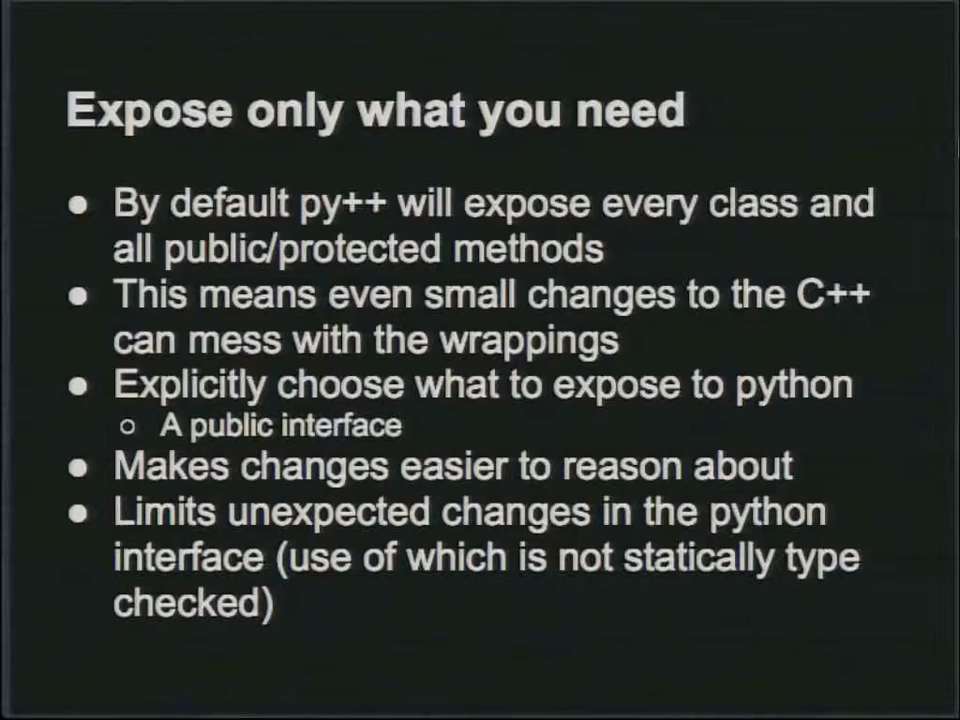 Expose only what you need
● By default py++ will expose every class and
all public/protected methods
● This means even small changes to the C++
can mess with the wrappings
● Explicitly choose what to expose to python
○ A public interface
● Makes changes easier to reason about
● Limits unexpected changes in the python
interface (use of which is not statically type
checked)